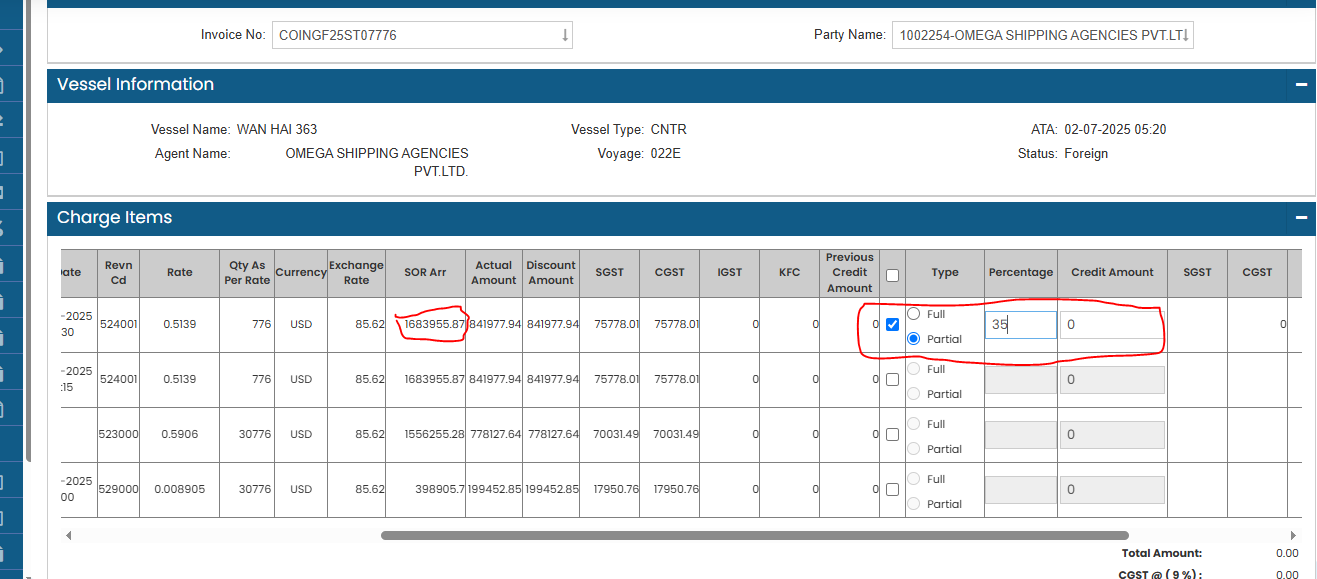 Invoice No: COINGF25ST07776 Party Name: 1002254-OMEGA SHIPPING AGENCIES PVT.LT
Vessel Information
Vessel Name: WAN HAI 363 Vessel Type: CNTR ATA: 02-07-2025 05:20
Agent Name: OMEGA SHIPPING AGENCIES Voyage: 022E Status: Foreign
PVT.LTD.
Charge Items
ate Revn Cd Rate Qty As Per Rate Currency Exchange Rate SOR Arr Actual Amount Discount Amount SGST CGST IGST KFC Previous Credit Amount Type Percentage Credit Amount SGST CGST
-2025 30 524001 0.5139 776 USD 85.62 1683955.87 841977.94 841977.94 75778.01 75778.01 0 0 0 Full Partial 35 0 0
-2025 :15 524001 0.5139 776 USD 85.62 1683955.87 841977.94 841977.94 75778.01 75778.01 0 0 0 Full Partial 0
523000 0.5906 30776 USD 85.62 1556255.28 778127.64 778127.64 70031.49 70031.49 0 0 0 Full Partial 0
-2025 00 529000 0.008905 30776 USD 85.62 398905.7 199452.85 199452.85 17950.76 17950.76 0 0 0 Full Partial 0
Total Amount: 0.00
CGST @ ( 9 %) : 0.00